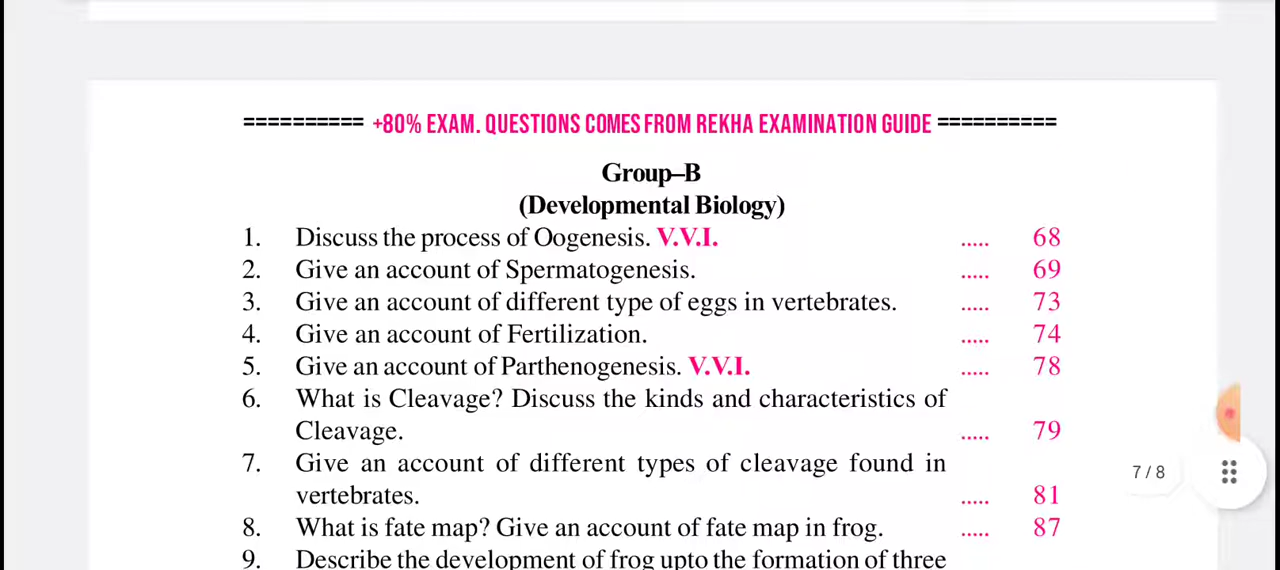 ========== +80% EXAM. QUESTIONS COMES FROM REKHA EXAMINATION GUIDE ==========
Group–B
(Developmental Biology)
1. Discuss the process of Oogenesis. V.V.I. ..... 68
2. Give an account of Spermatogenesis. ..... 69
3. Give an account of different type of eggs in vertebrates. ..... 73
4. Give an account of Fertilization. ..... 74
5. Give an account of Parthenogenesis. V.V.I. ..... 78
6. What is Cleavage? Discuss the kinds and characteristics of
Cleavage. ..... 79
7. Give an account of different types of cleavage found in
vertebrates. ..... 81
7 / 8
8. What is fate map? Give an account of fate map in frog. ..... 87
9. Describe the development of frog upto the formation of three